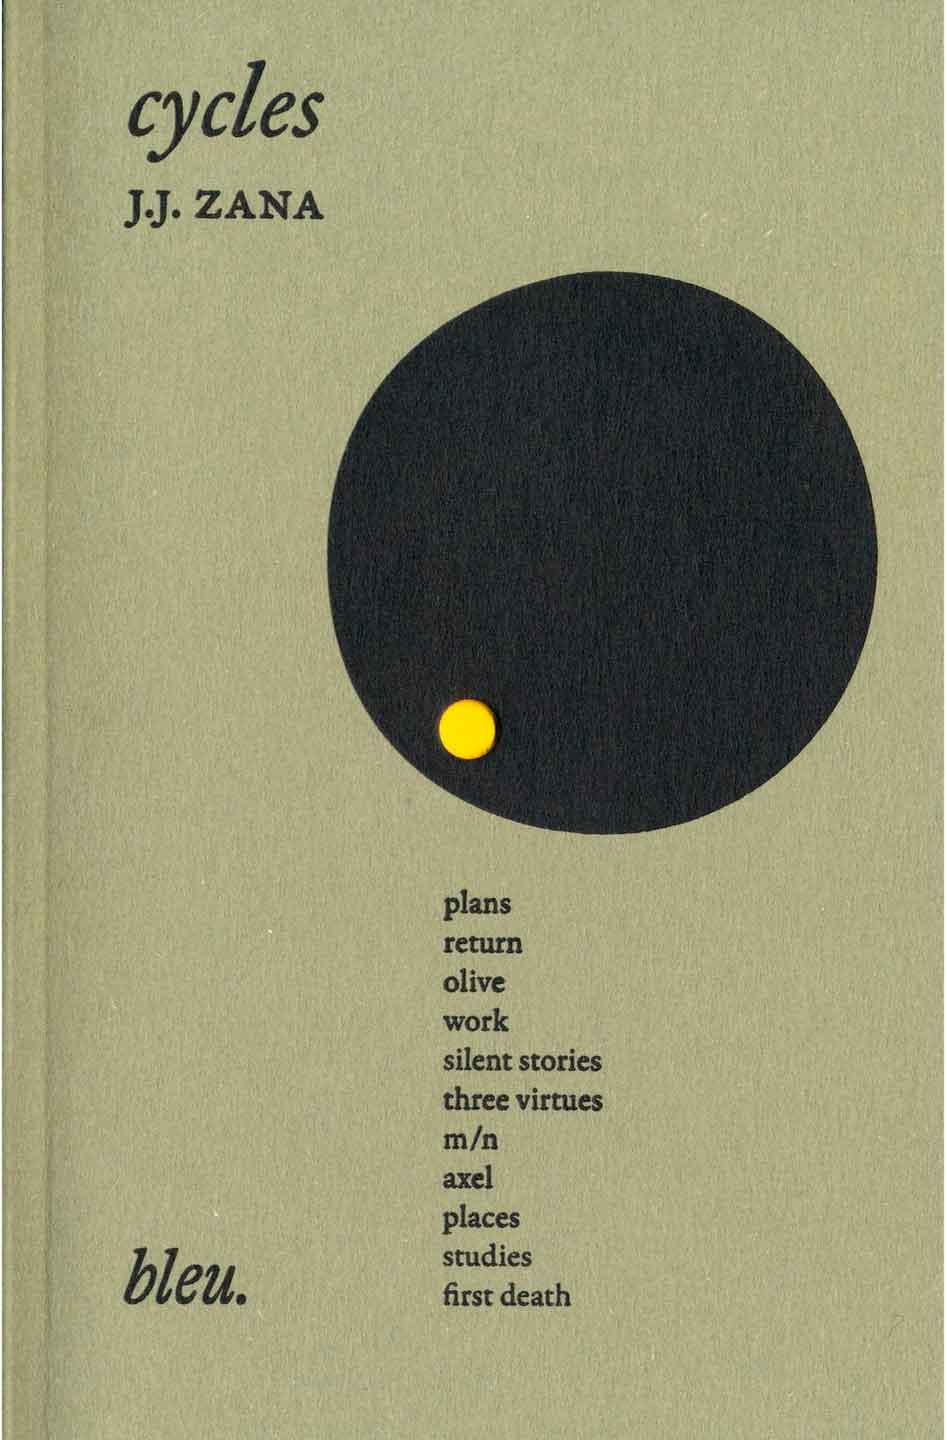 cycles
J.J. ZANA
plans
return
olive
work
silent stories
three virtues
m/n
axel
places
studies
first death
bleu.